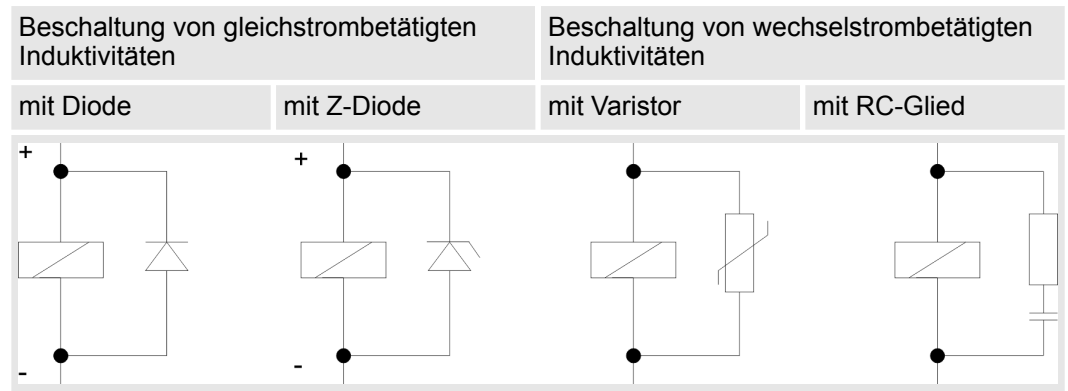 Beschaltung von gleichstrombetätigten
Induktivitäten
Beschaltung von wechselstrombetätigten
Induktivitäten
mit Diode
mit Z-Diode
mit Varistor
mit RC-Glied
+
+
-
-